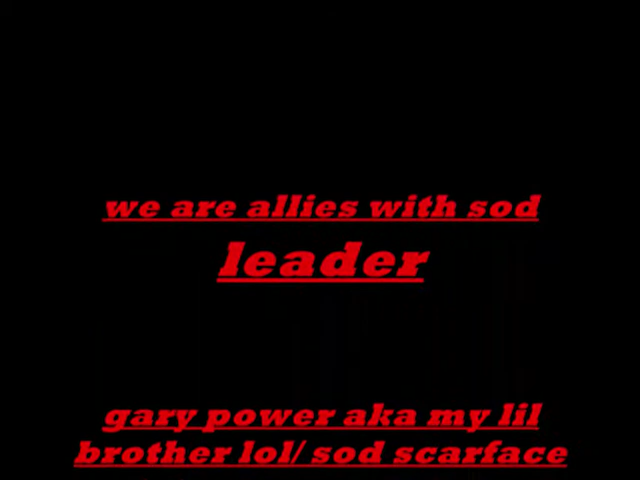 we are allies with sod
leader
gary power aka my lil
brother lol/ sod scarface